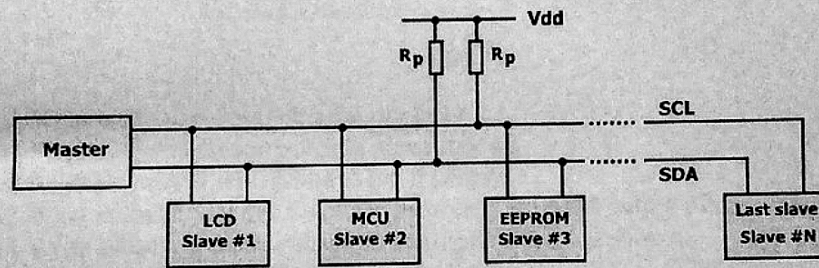 Vdd
Rp
Rp
SCL
Master
SDA
LCD
Slave #1
MCU
Slave #2
EEPROM
Slave #3
Last slave
Slave #N